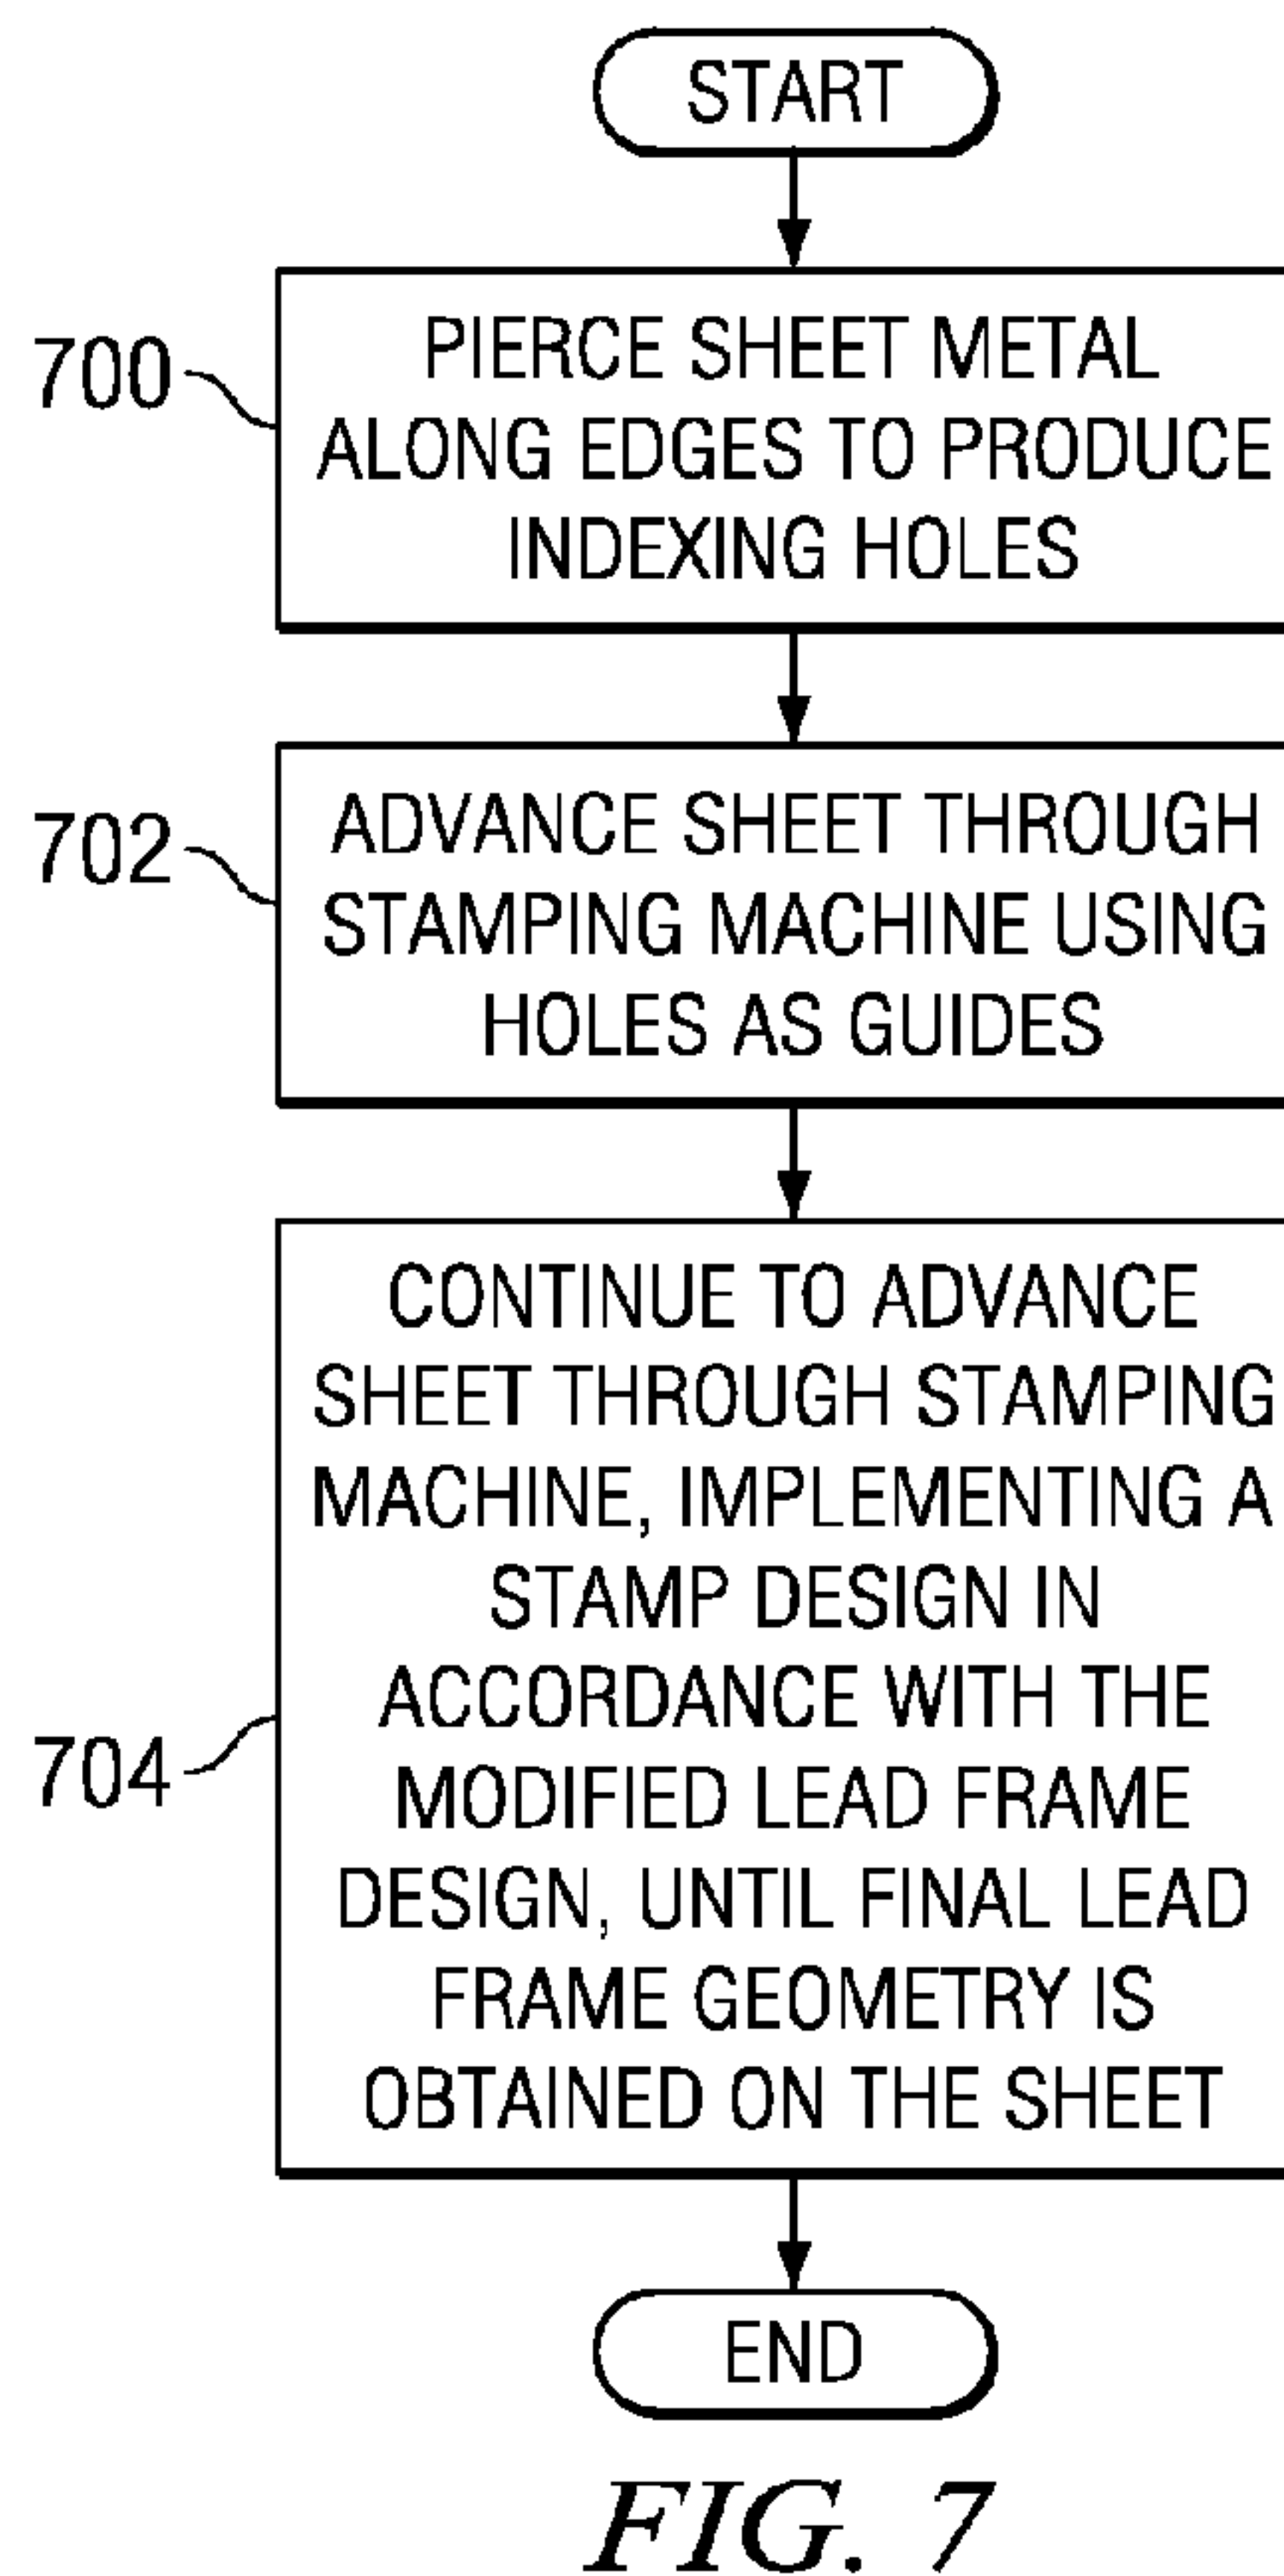 START
700
PIERCE SHEET METAL
ALONG EDGES TO PRODUCE
INDEXING HOLES
702
ADVANCE SHEET THROUGH
STAMPING MACHINE USING
HOLES AS GUIDES
704
CONTINUE TO ADVANCE
SHEET THROUGH STAMPING
MACHINE, IMPLEMENTING A
STAMP DESIGN IN
ACCORDANCE WITH THE
MODIFIED LEAD FRAME
DESIGN, UNTIL FINAL LEAD
FRAME GEOMETRY IS
OBTAINED ON THE SHEET
END
FIG. 7